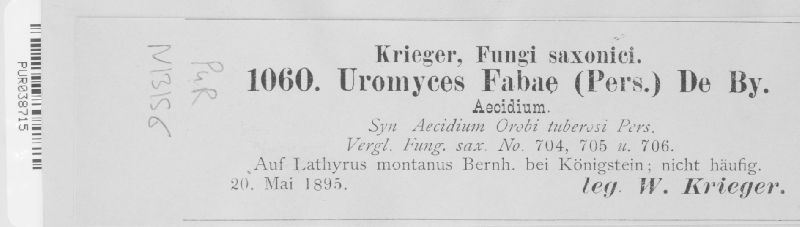 PUR038715
PuR
N13156
Krieger, Fungi saxonici.
1060. Uromyces Fabae (Pers.) De By.
Aecidium.
Syn Aecidium Orobi tuberosi Pers.
Vergl. Fung. sax. No. 704, 705 u. 706.
Auf Lathyrus montanus Bernh. bei Königstein; nicht häufig.
20. Mai 1895. leg. W. Krieger.